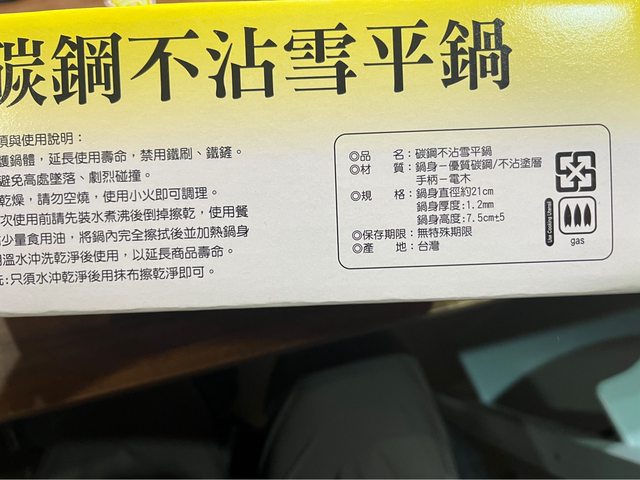 碳鋼不沾雪平鍋
項與使用說明：
護鍋體，延長使用壽命，禁用鐵刷、鐵鏟。
避免高處墜落、劇烈碰撞。
乾燥，請勿空燒，使用小火即可調理。
次使用前請先裝水煮沸後倒掉擦乾，使用餐
少量食用油，將鍋內完全擦拭後並加熱鍋身
用溫水沖洗乾淨後使用，以延長商品壽命。
:只須水沖乾淨後用抹布擦乾淨即可。
◎品　　名：碳鋼不沾雪平鍋
◎材　　質：鍋身－優質碳鋼/不沾塗層
手柄－電木
◎規　　格：鍋身直徑約21cm
鍋身厚度:1.2mm
鍋身高度:7.5cm±5
◎保存期限：無特殊期限
◎產　　地：台灣
Use Cooking Utensil
gas